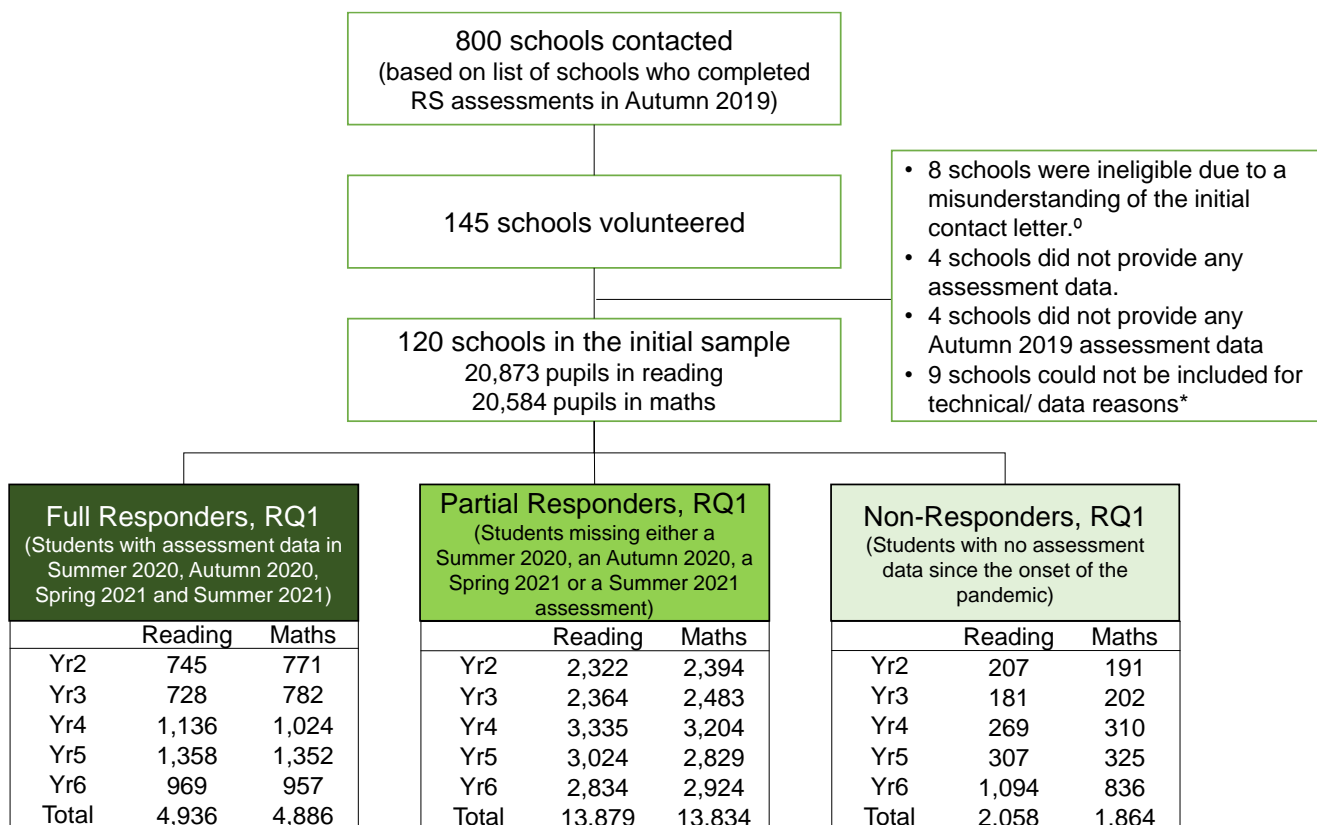 800 schools contacted
(based on list of schools who completed
RS assessments in Autumn 2019)
145 schools volunteered
• 8 schools were ineligible due to a
misunderstanding of the initial
contact letter.⁰
• 4 schools did not provide any
assessment data.
• 4 schools did not provide any
Autumn 2019 assessment data
• 9 schools could not be included for
technical/ data reasons*
120 schools in the initial sample
20,873 pupils in reading
20,584 pupils in maths
Full Responders, RQ1
(Students with assessment data in
Summer 2020, Autumn 2020,
Spring 2021 and Summer 2021)
Reading Maths
Yr2 745 771
Yr3 728 782
Yr4 1,136 1,024
Yr5 1,358 1,352
Yr6 969 957
Total 4,936 4,886
Partial Responders, RQ1
(Students missing either a
Summer 2020, an Autumn 2020, a
Spring 2021 or a Summer 2021
assessment)
Reading Maths
Yr2 2,322 2,394
Yr3 2,364 2,483
Yr4 3,335 3,204
Yr5 3,024 2,829
Yr6 2,834 2,924
Total 13,879 13,834
Non-Responders, RQ1
(Students with no assessment
data since the onset of the
pandemic)
Reading Maths
Yr2 207 191
Yr3 181 202
Yr4 269 310
Yr5 307 325
Yr6 1,094 836
Total 2,058 1,864